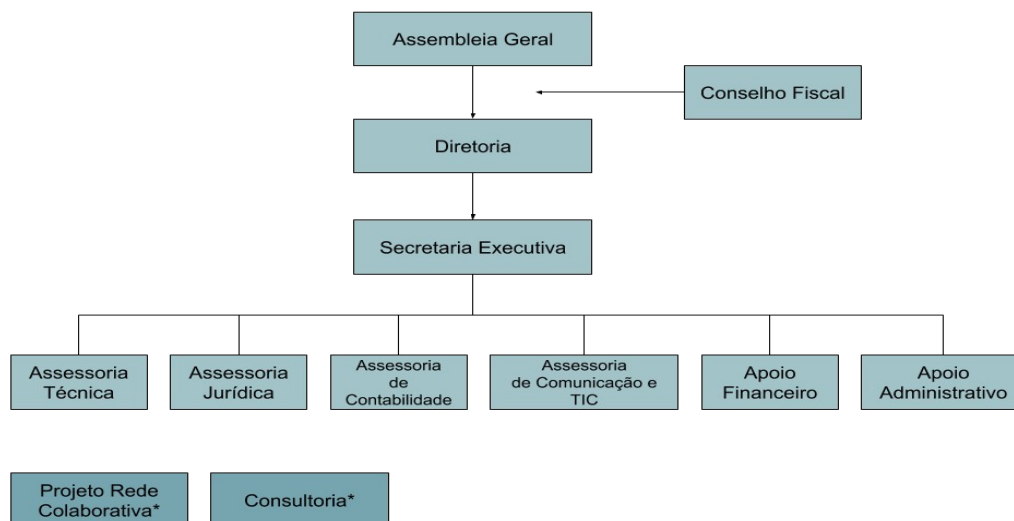 Assembleia Geral
Conselho Fiscal
Diretoria
Secretaria Executiva
Assessoria
Técnica
Assessoria
Jurídica
Assessoria
de
Contabilidade
Assessoria
de Comunicação e
TIC
Apoio
Financeiro
Apoio
Administrativo
Projeto Rede
Colaborativa*
Consultoria*